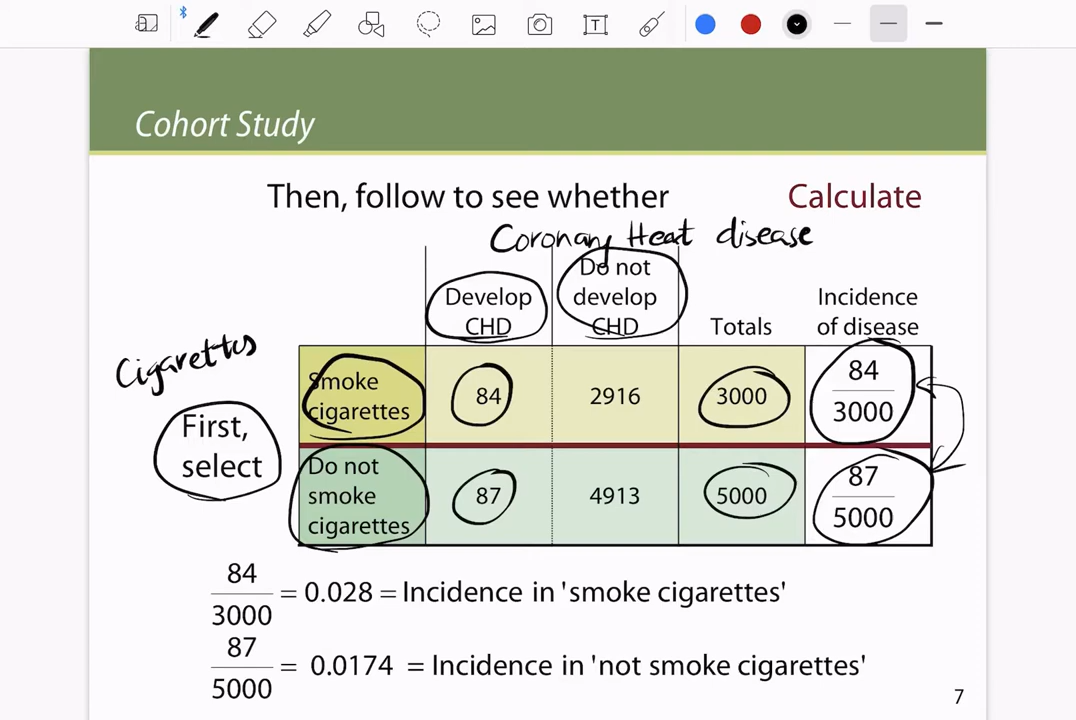 Cohort Study
Then, follow to see whether
Calculate
Coronary Heat disease
Develop
CHD
Do not
develop
CHD
Totals
Incidence
of disease
Cigarettes
First,
select
Smoke
cigarettes
84
2916
3000
84
3000
Do not
smoke
cigarettes
87
4913
5000
87
5000
84
3000
= 0.028 = Incidence in 'smoke cigarettes'
87
5000
= 0.0174 = Incidence in 'not smoke cigarettes'
7